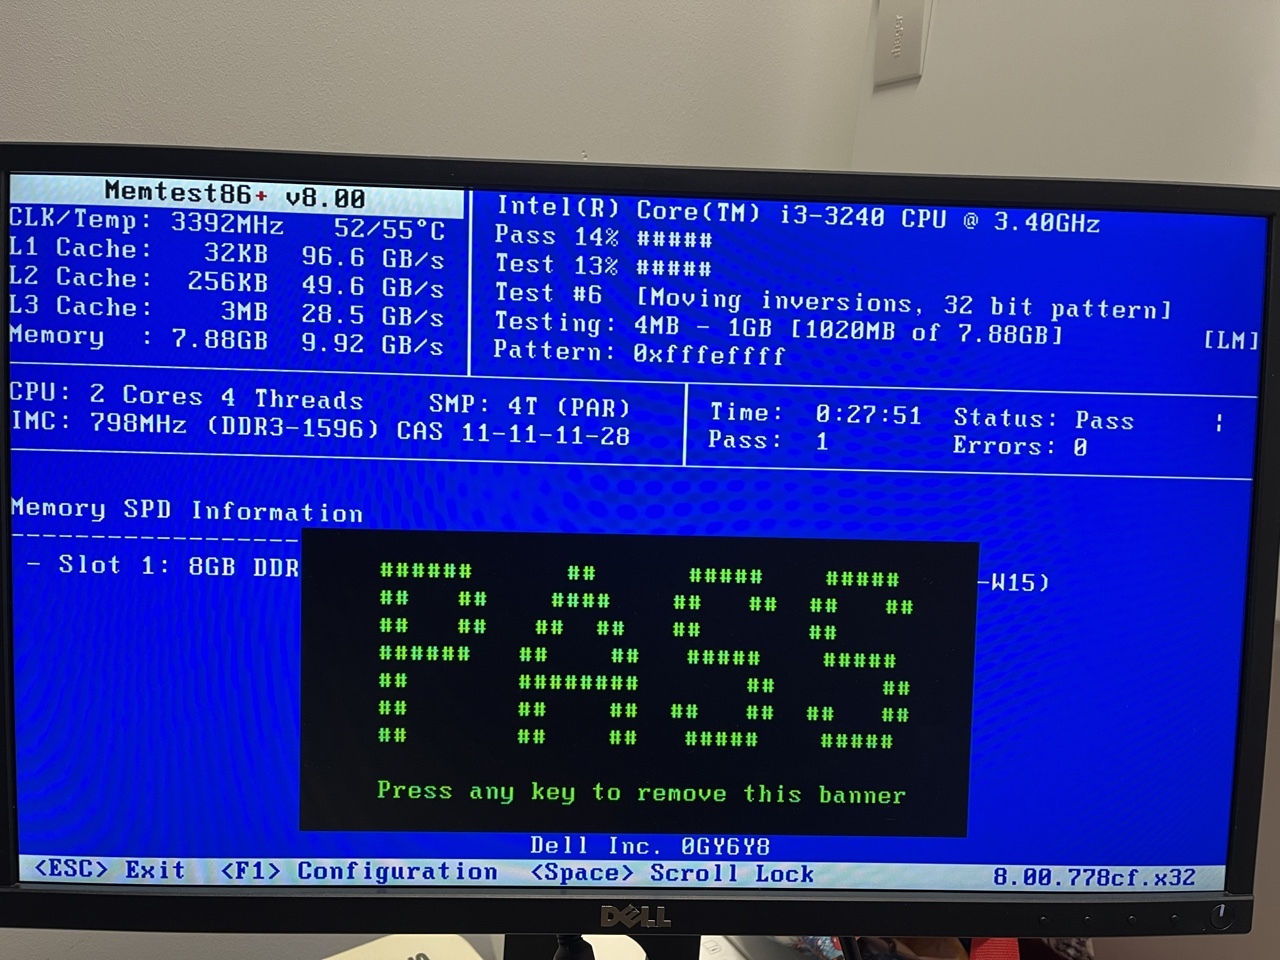 Memtest86+ v8.00
CLK/Temp: 3392MHz 52/55°C
L1 Cache: 32KB 96.6 GB/s
L2 Cache: 256KB 49.6 GB/s
L3 Cache: 3MB 28.5 GB/s
Memory : 7.88GB 9.92 GB/s
Intel(R) Core(TM) i3-3240 CPU @ 3.40GHz
Pass 14% #####
Test 13% #####
Test #6 [Moving inversions, 32 bit pattern]
Testing: 4MB - 1GB [1020MB of 7.88GB] [LM]
Pattern: 0xfffeffff
CPU: 2 Cores 4 Threads SMP: 4T (PAR)
IMC: 798MHz (DDR3-1596) CAS 11-11-11-28
Time: 0:27:51 Status: Pass
Pass: 1 Errors: 0
Memory SPD Information
- Slot 1: 8GB DDR -W15)
PASS
Press any key to remove this banner
Dell Inc. 0GY6Y8
<ESC> Exit <F1> Configuration <Space> Scroll Lock 8.00.778cf.x32
DELL